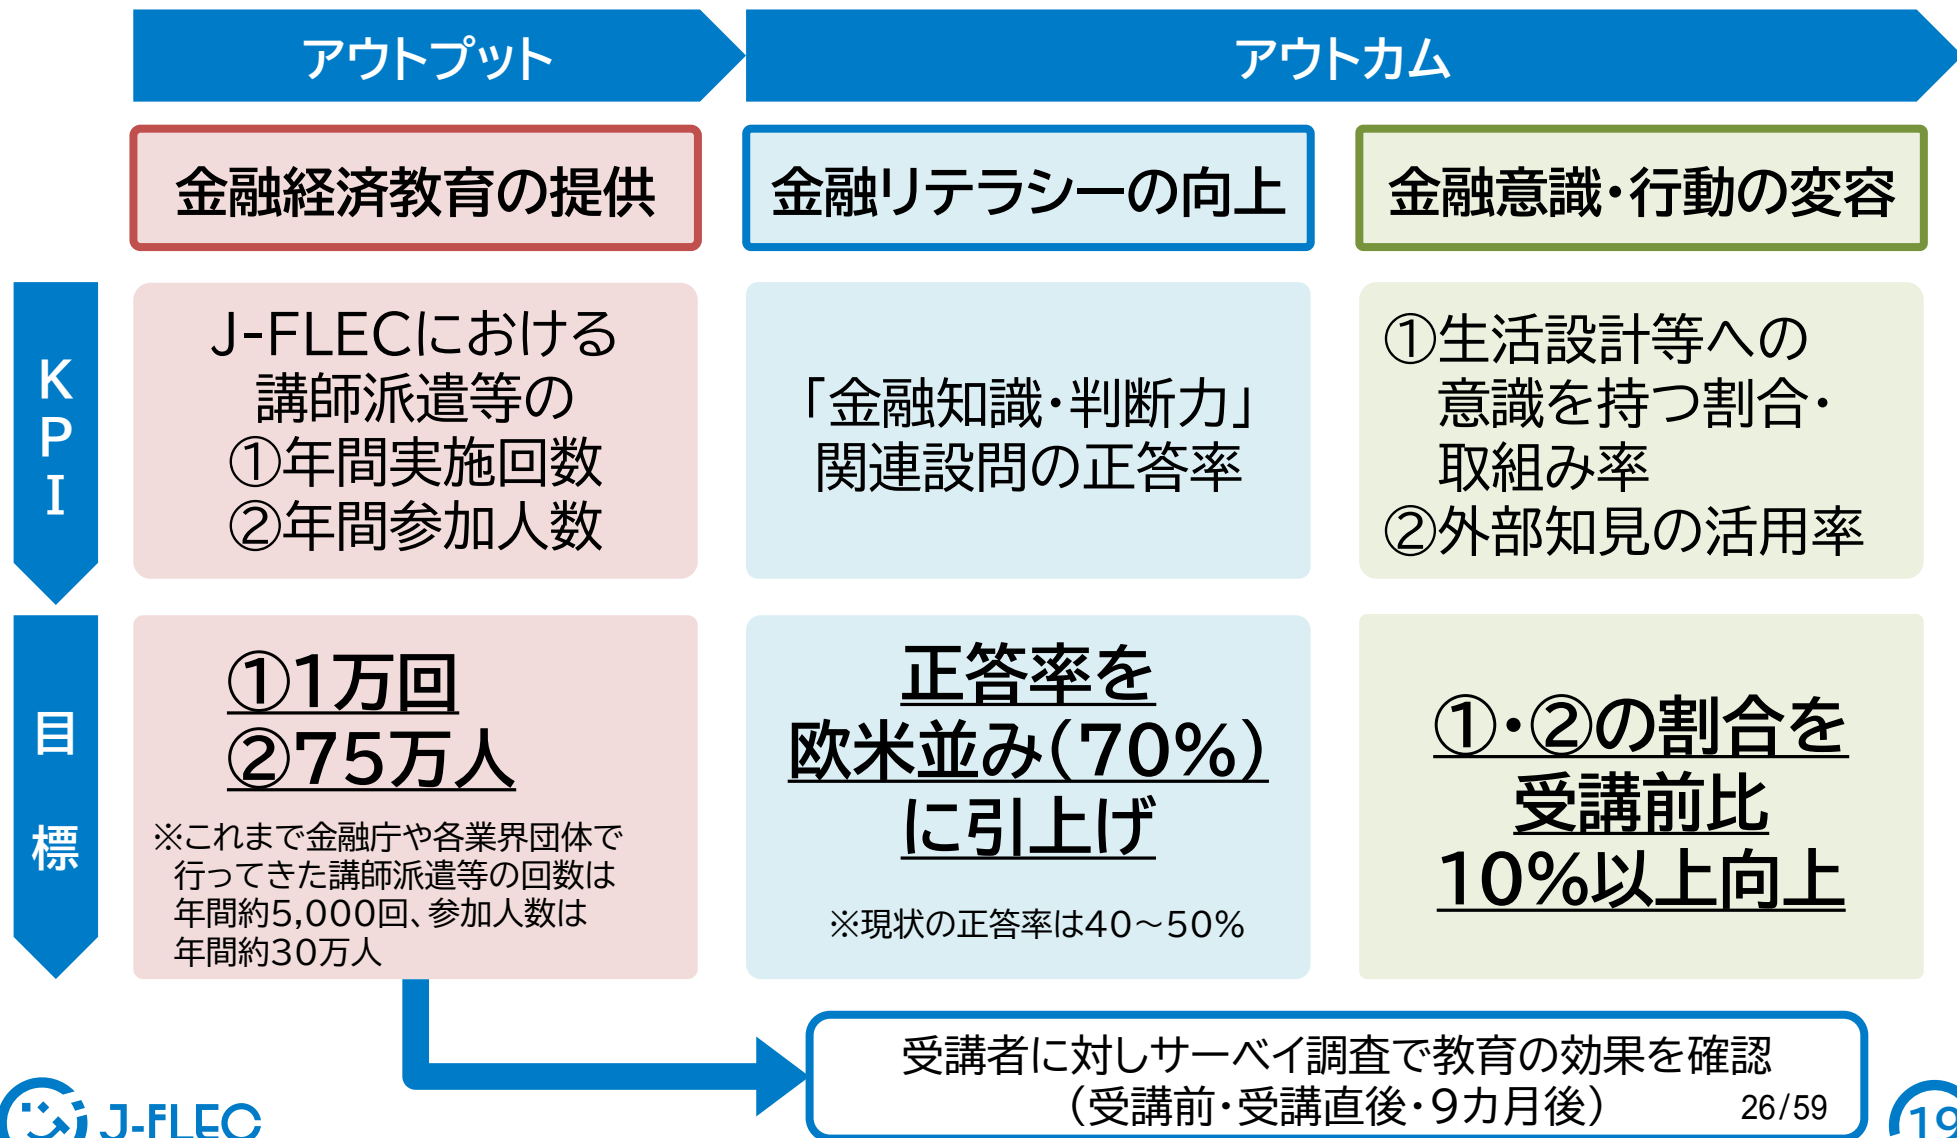 アウトプット
アウトカム
金融経済教育の提供
金融リテラシーの向上
金融意識・行動の変容
KPI
J-FLECにおける
講師派遣等の
①年間実施回数
②年間参加人数
「金融知識・判断力」
関連設問の正答率
①生活設計等への
意識を持つ割合・
取組み率
②外部知見の活用率
目標
①1万回
②75万人
※これまで金融庁や各業界団体で
行ってきた講師派遣等の回数は
年間約5,000回、参加人数は
年間約30万人
正答率を
欧米並み(70%)
に引上げ
※現状の正答率は40～50%
①・②の割合を
受講前比
10%以上向上
受講者に対しサーベイ調査で教育の効果を確認
(受講前・受講直後・9カ月後)
26/59
J-FLEC
19